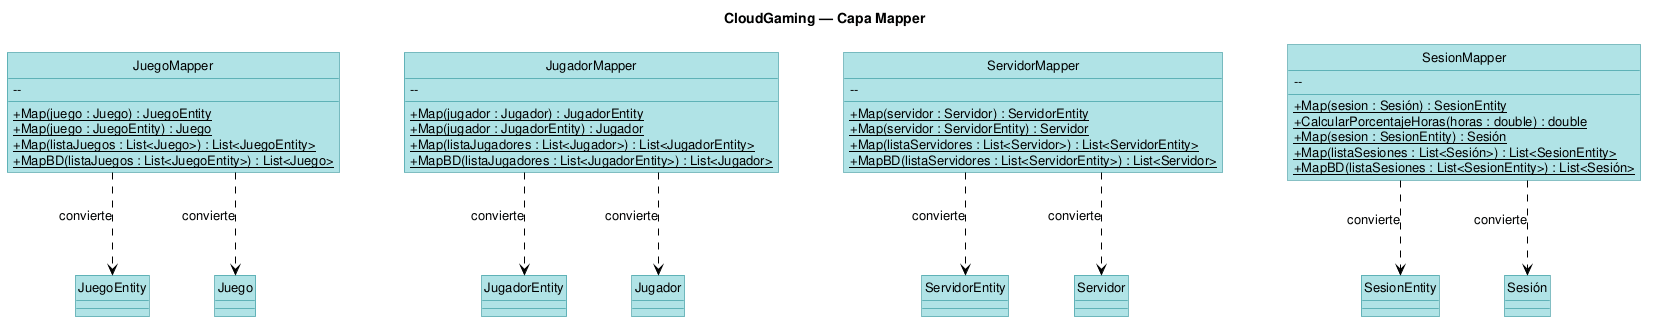 CloudGaming — Capa Mapper
JuegoMapper
--
+Map(juego : Juego) : JuegoEntity
+Map(juego : JuegoEntity) : Juego
+Map(listaJuegos : List<Juego>) : List<JuegoEntity>
+MapBD(listaJuegos : List<JuegoEntity>) : List<Juego>
JugadorMapper
--
+Map(jugador : Jugador) : JugadorEntity
+Map(jugador : JugadorEntity) : Jugador
+Map(listaJugadores : List<Jugador>) : List<JugadorEntity>
+MapBD(listaJugadores : List<JugadorEntity>) : List<Jugador>
ServidorMapper
--
+Map(servidor : Servidor) : ServidorEntity
+Map(servidor : ServidorEntity) : Servidor
+Map(listaServidores : List<Servidor>) : List<ServidorEntity>
+MapBD(listaServidores : List<ServidorEntity>) : List<Servidor>
SesionMapper
--
+Map(sesion : Sesión) : SesionEntity
+CalcularPorcentajeHoras(horas : double) : double
+Map(sesion : SesionEntity) : Sesión
+Map(listaSesiones : List<Sesión>) : List<SesionEntity>
+MapBD(listaSesiones : List<SesionEntity>) : List<Sesión>
convierte
convierte
convierte
convierte
convierte
convierte
convierte
convierte
JuegoEntity
Juego
JugadorEntity
Jugador
ServidorEntity
Servidor
SesionEntity
Sesión